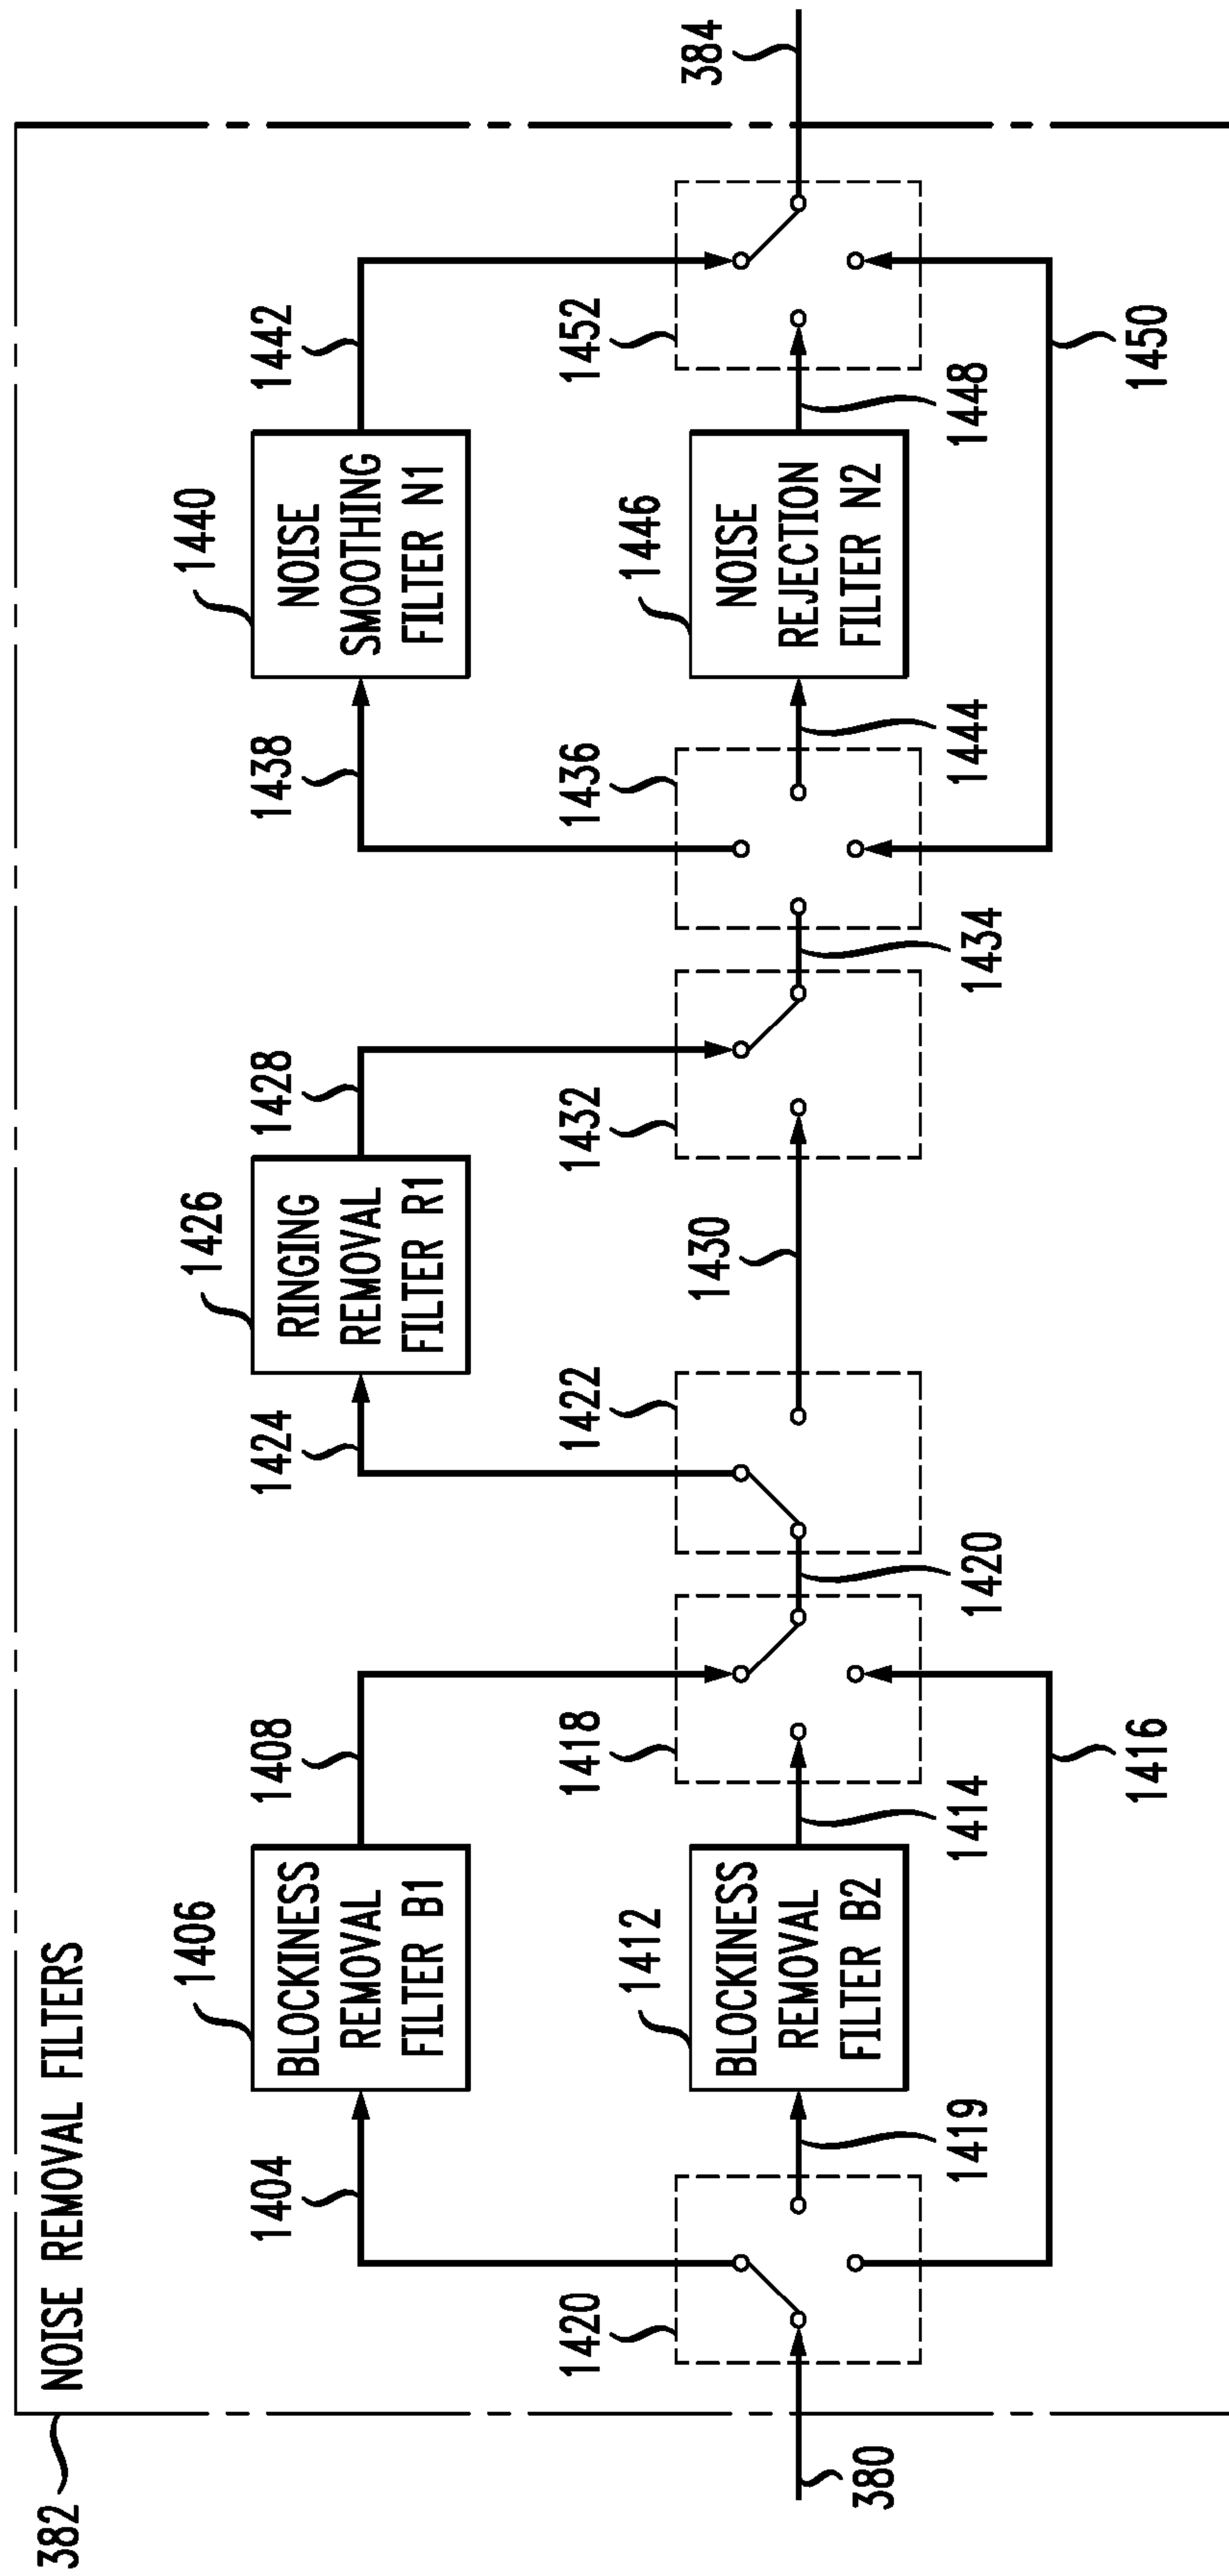 382
NOISE REMOVAL FILTERS
1404
1406
BLOCKINESS
REMOVAL
FILTER B1
1408
1424
1426
RINGING
REMOVAL
FILTER R1
1428
1438
1440
NOISE
SMOOTHING
FILTER N1
1442
1420
1412
BLOCKINESS
REMOVAL
FILTER B2
1418
1422
1430
1432
1436
1446
NOISE
REJECTION
FILTER N2
1452
384
380
1419
1414
1420
1434
1444
1448
1416
1450